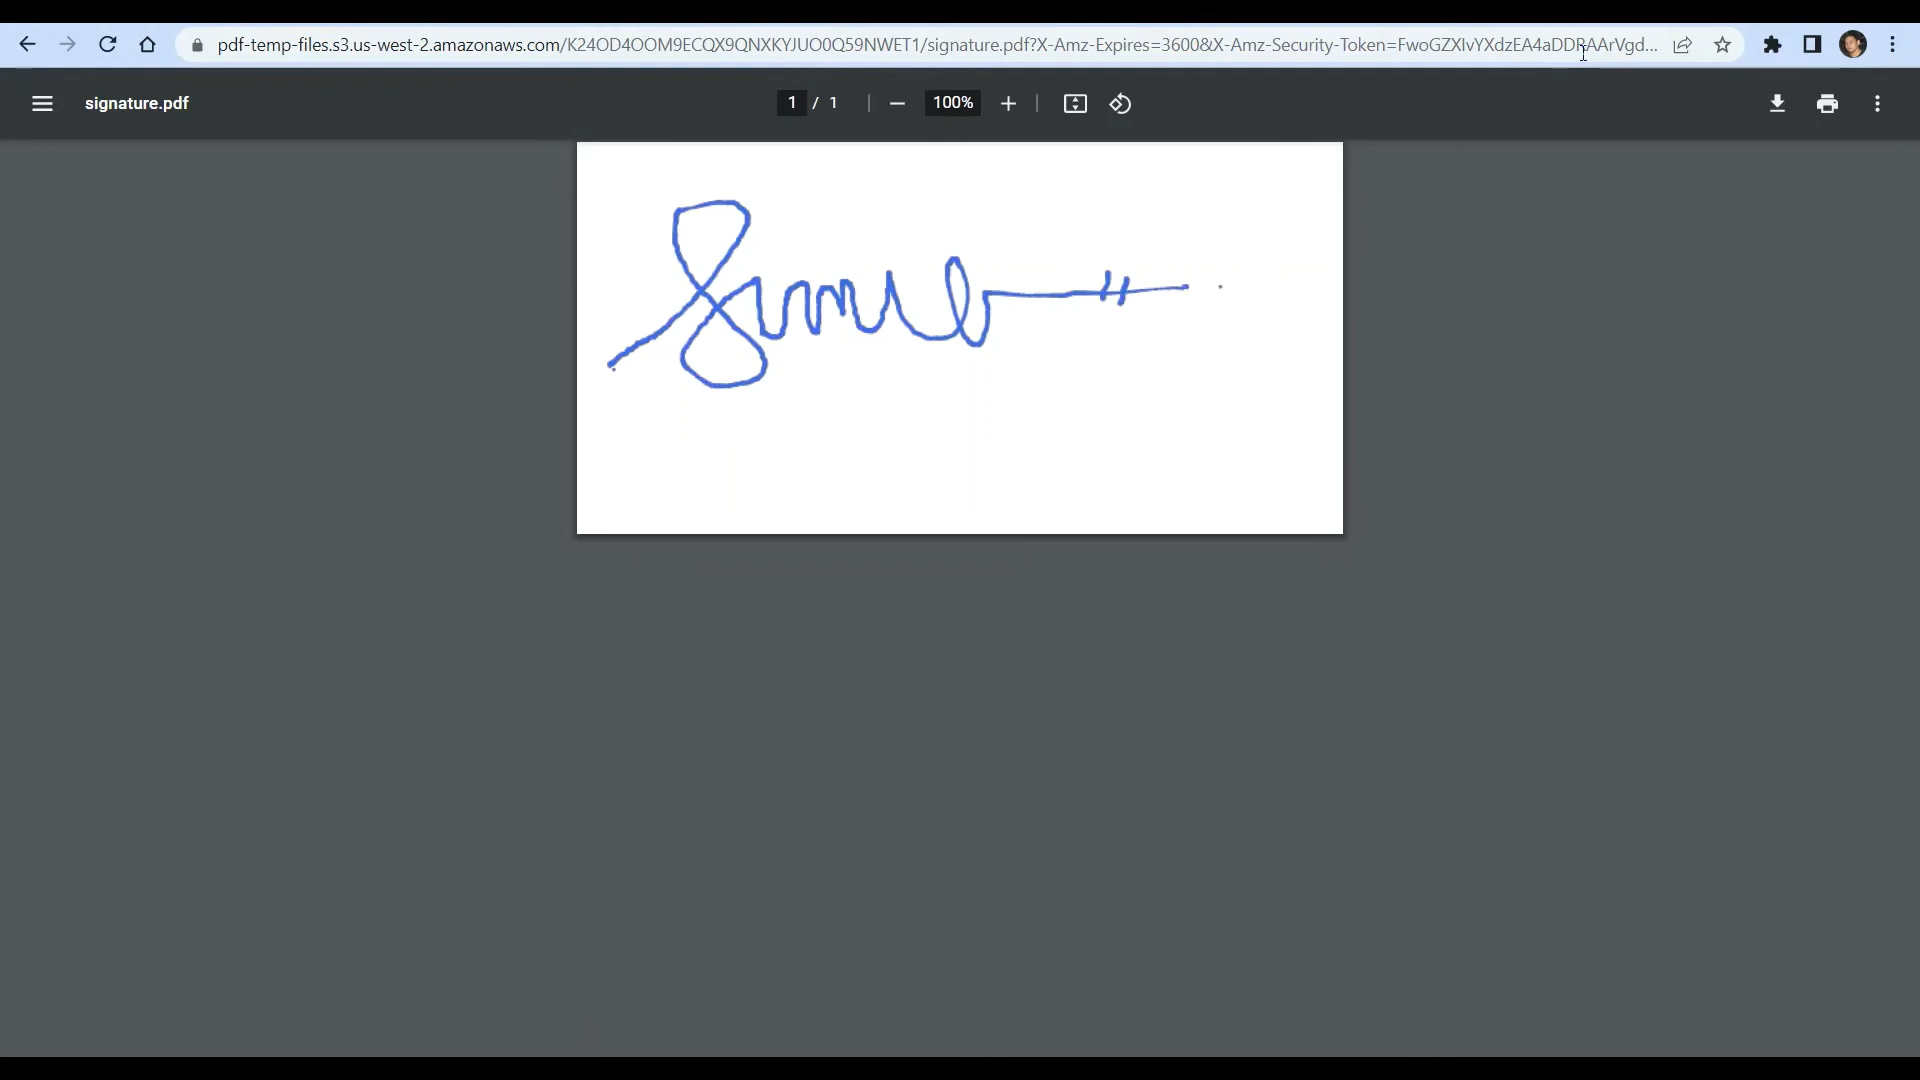 pdf-temp-files.s3.us-west-2.amazonaws.com/K24OD4OOM9ECQX9QNXKYJUO0Q59NWET1/signature.pdf?X-Amz-Expires=3600&X-Amz-Security-Token=FwoGZXIvYXdzEA4aDDRAArVgd...
signature.pdf
1 / 1
100%